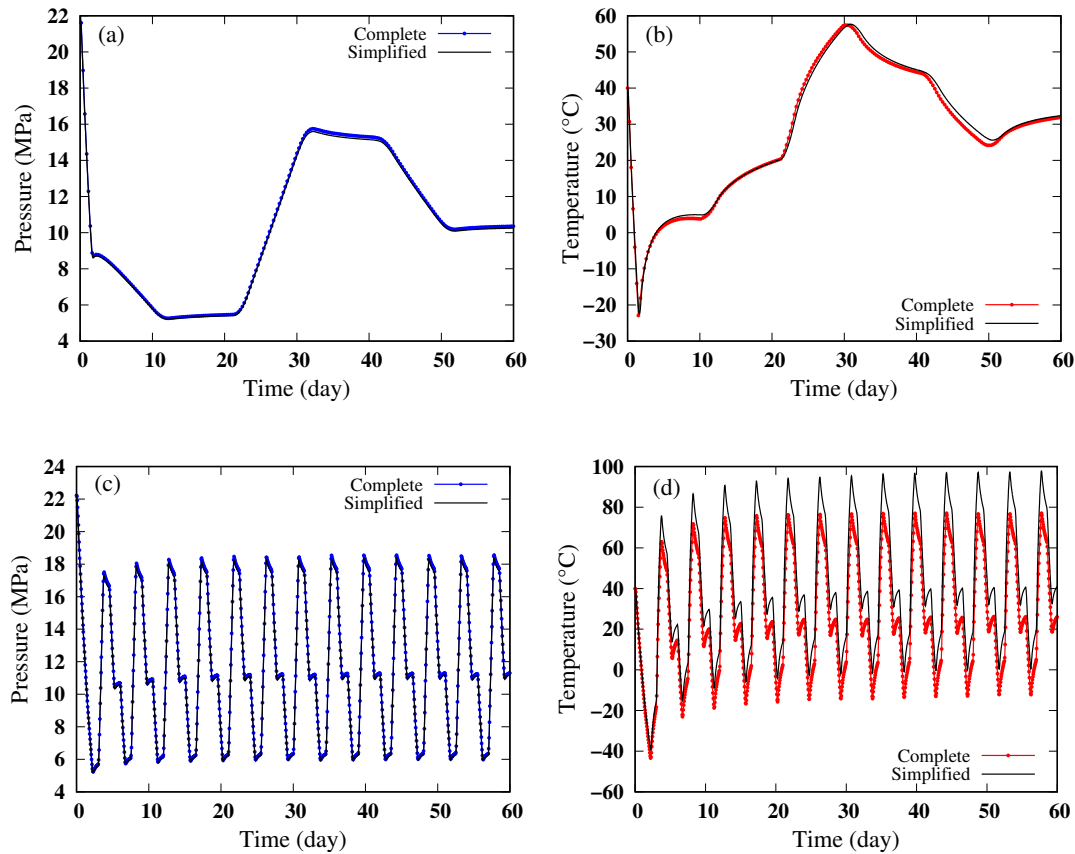 (a)
Complete
Simplified
Pressure (MPa)
22
20
18
16
14
12
10
8
6
4
0 10 20 30 40 50 60
Time (day)
(b)
Complete
Simplified
Temperature (°C)
60
50
40
30
20
10
0
−10
−20
−30
0 10 20 30 40 50 60
Time (day)
(c)
Complete
Simplified
Pressure (MPa)
24
22
20
18
16
14
12
10
8
6
4
0 10 20 30 40 50 60
Time (day)
(d)
Complete
Simplified
Temperature (°C)
100
80
60
40
20
0
−20
−40
−60
0 10 20 30 40 50 60
Time (day)